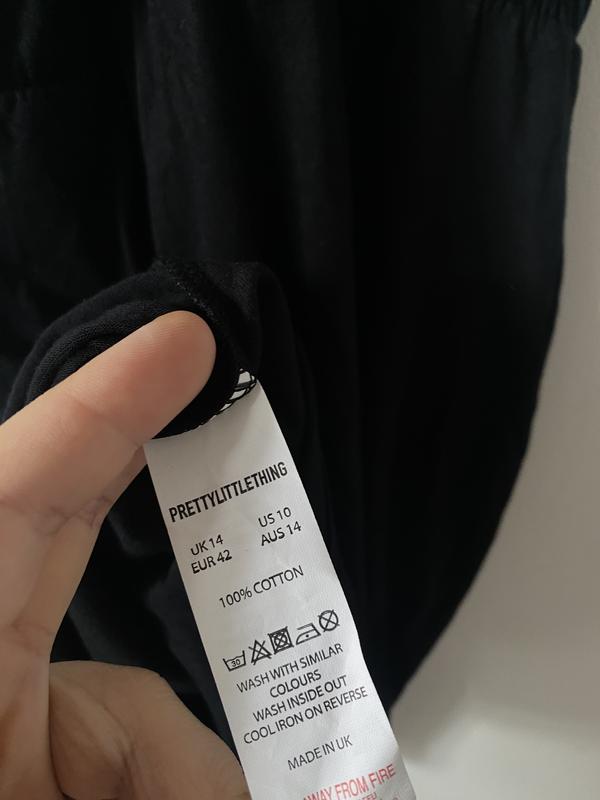 PRETTYLITTLETHING
UK 14 US 10
EUR 42 AUS 14
100% COTTON
30
WASH WITH SIMILAR
COLOURS
WASH INSIDE OUT
COOL IRON ON REVERSE
MADE IN UK
AWAY FROM FIRE